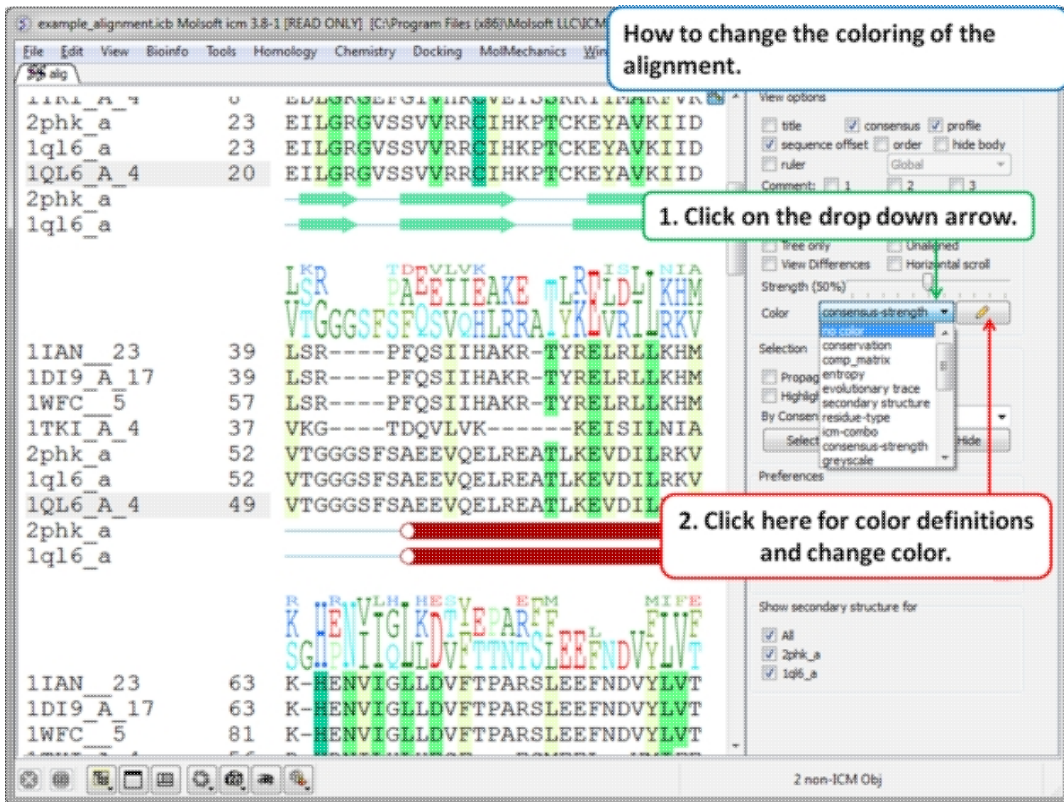 example_alignment.icb Molsoft icm 3.8-1 [READ ONLY] [C:\Program Files (x86)\Molsoft LLC\ICM
How to change the coloring of the
alignment.
File Edit View Bioinfo Tools Homology Chemistry Docking MolMechanics
alig
View options
2phk_a 23 EILGRGVSSVVRRCIHKPTCKEYAVKIID
title consensus profile
1ql6_a 23 EILGRGVSSVVRRCIHKPTCKEYAVKIID
sequence offset order hide body
1QL6_A_4 20 EILGRGVSSVVRRCIHKPTCKEYAVKIID
ruler Global
2phk_a
Comment: 1 2 3
1ql6_a
1. Click on the drop down arrow.
Tree only Unaligned
View Differences Horizontal scroll
Strength (50%)
Color consensus-strength
no color
conservation
comp_matrix
entropy
evolutionary trace
secondary structure
residue-type
icm-combo
consensus-strength
greyscale
Selection
By Consen
Select Hide
Preferences
1IAN__23 39 LSR----PFQSIIHAKR-TYRELRLLKHM
1DI9_A_17 39 LSR----PFQSIIHAKR-TYRELRLLKHM
1WFC__5 57 LSR----PFQSIIHAKR-TYRELRLLKHM
1TKI_A_4 37 VKG----TDQVLVK------KEISILNIA
2phk_a 52 VTGGGSFSAEEVQELREATLKEVDILRKV
1ql6_a 52 VTGGGSFSAEEVQELREATLKEVDIL
1QL6_A_4 49 VTGGGSFSAEEVQELREATLKEVDIL
2phk_a
1ql6_a
2. Click here for color definitions
and change color.
Show secondary structure for
All
2phk_a
1ql6_a
1IAN__23 63 K-HENVIGLLDVFTPARSLEEFNDVYLVT
1DI9_A_17 63 K-HENVIGLLDVFTPARSLEEFNDVYLVT
1WFC__5 81 K-HENVIGLLDVFTPARSLEEFNDVYLVT
2 non-ICM Obj